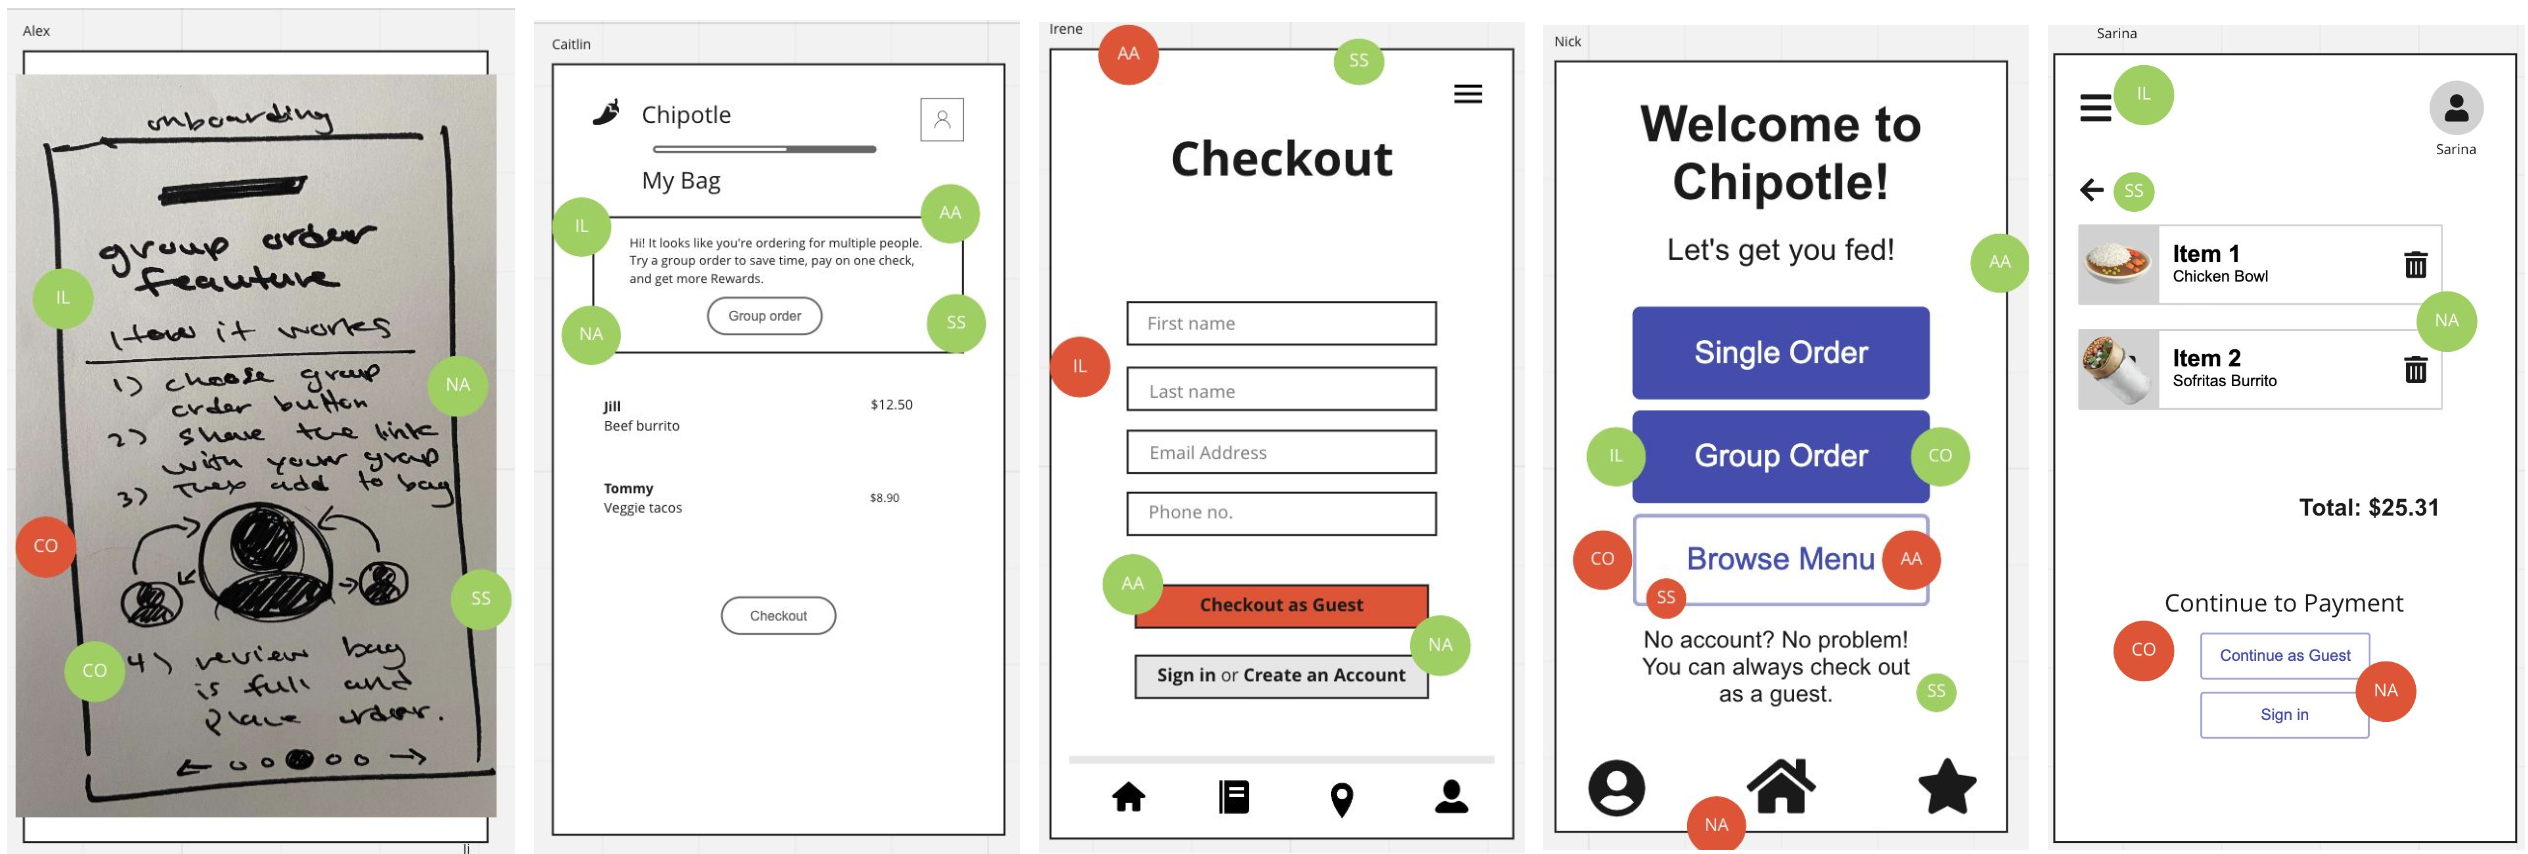 Alex
onboarding
group order
feauture
How it works
1) choose group
order button
2) share the link
with your group
3) they add to bag
4) review bag
is full and
place order.
IL
NA
CO
SS
CO
Caitlin
Chipotle
My Bag
IL
AA
Hi! It looks like you're ordering for multiple people.
Try a group order to save time, pay on one check,
and get more Rewards.
Group order
NA
SS
Jill
$12.50
Beef burrito
Tommy
$8.90
Veggie tacos
Checkout
Irene
AA
SS
Checkout
First name
IL
Last name
Email Address
Phone no.
AA
Checkout as Guest
NA
Sign in or Create an Account
Nick
Welcome to
Chipotle!
Let's get you fed!
AA
Single Order
IL
Group Order
CO
CO
Browse Menu
AA
SS
No account? No problem!
You can always check out
as a guest.
SS
NA
Sarina
IL
Sarina
SS
Item 1
Chicken Bowl
NA
Item 2
Sofritas Burrito
Total: $25.31
Continue to Payment
CO
Continue as Guest
NA
Sign in